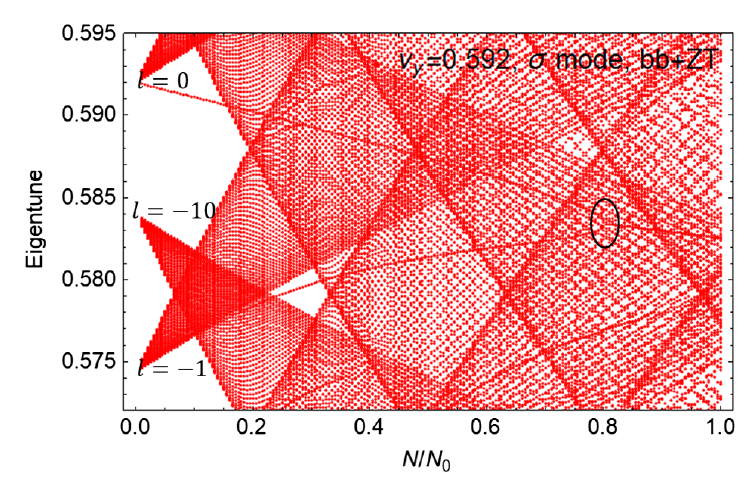 0.595
νy=0.592, σ mode, bb+ZT
l = 0
0.590
0.585
l = −10
Eigentune
0.580
0.575
l = −1
0.0 0.2 0.4 0.6 0.8 1.0
N/N0